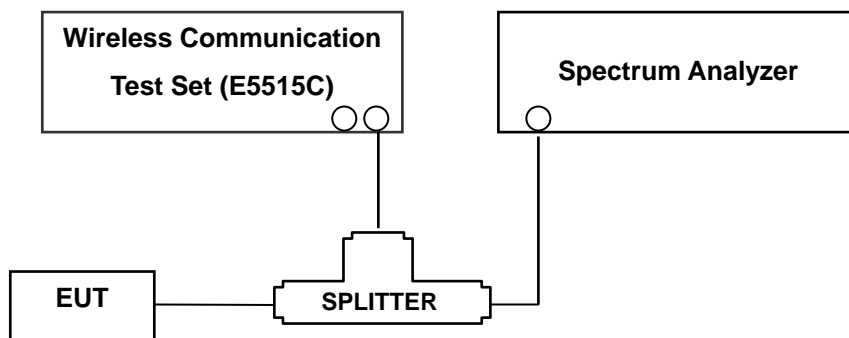 Wireless Communication
Test Set (E5515C)
Spectrum Analyzer
EUT
SPLITTER